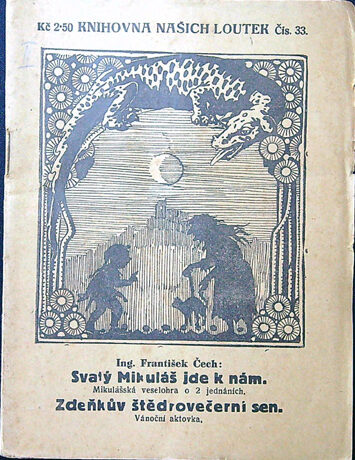 Kč 2·50 KNIHOVNA NAŠICH LOUTEK Čís. 33.
Ing. František Čech:
Svatý Mikuláš jde k nám.
Mikulášská veselohra o 2 jednáních,
Zdeňkův štědrovečerní sen.
Vánoční aktovka,